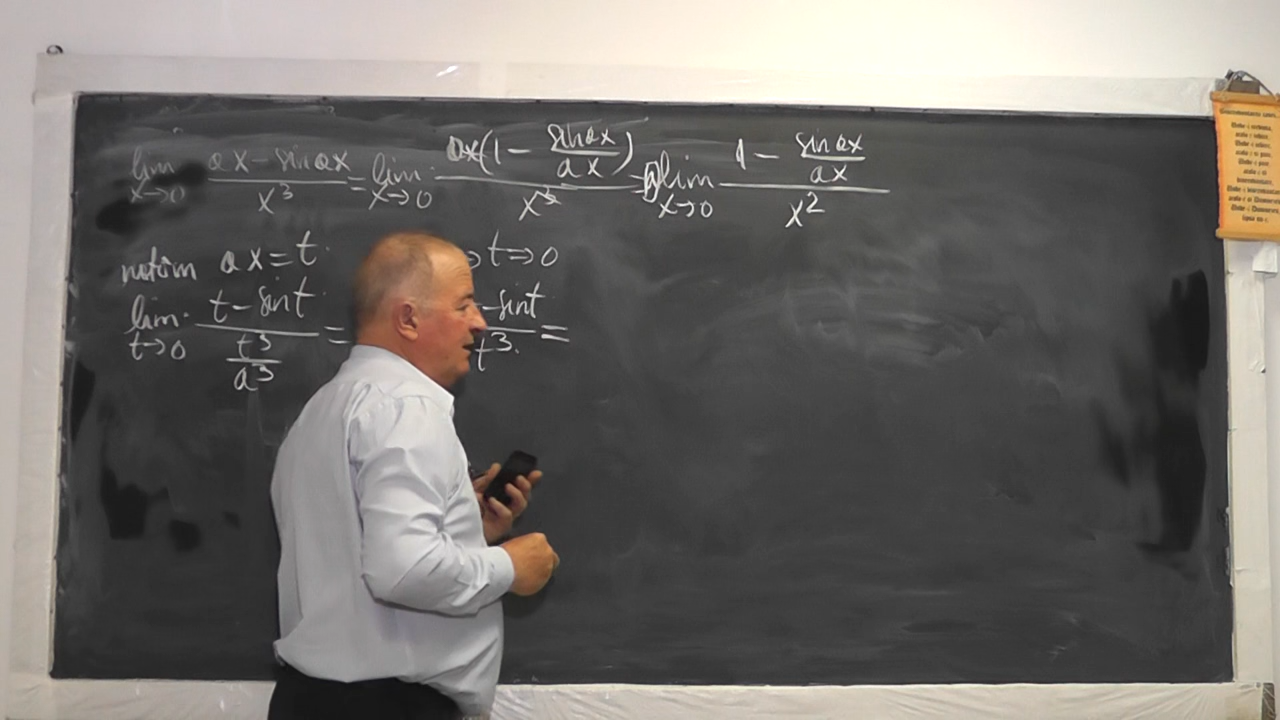 lim x→0 (ax - sin ax)/x³ = lim x→0 ax(1 - (sin ax)/(ax))/x³ = a lim x→0 (1 - (sin ax)/(ax))/x²
notăm ax = t → t → 0
lim t→0 (t - sin t)/(t³/a³) = - sin t / t³ =